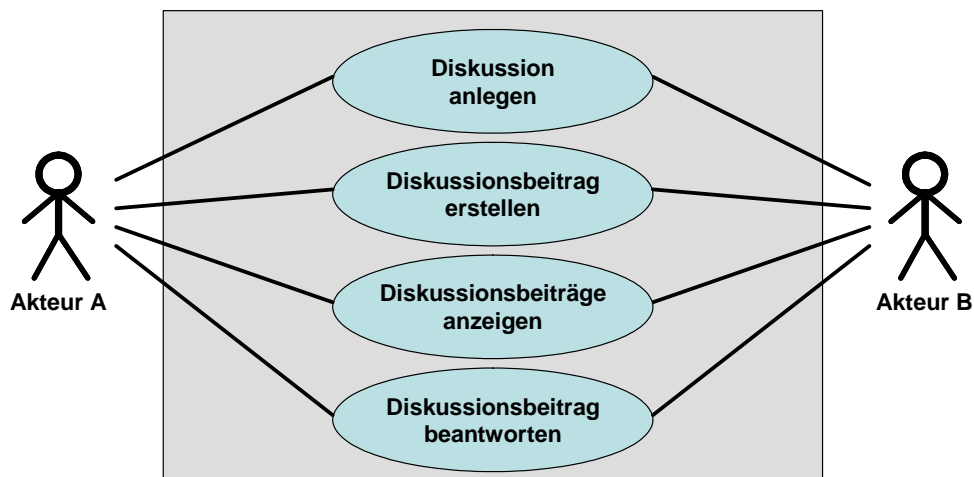 Diskussion
anlegen
Diskussionsbeitrag
erstellen
Diskussionsbeiträge
anzeigen
Akteur A
Akteur B
Diskussionsbeitrag
beantworten